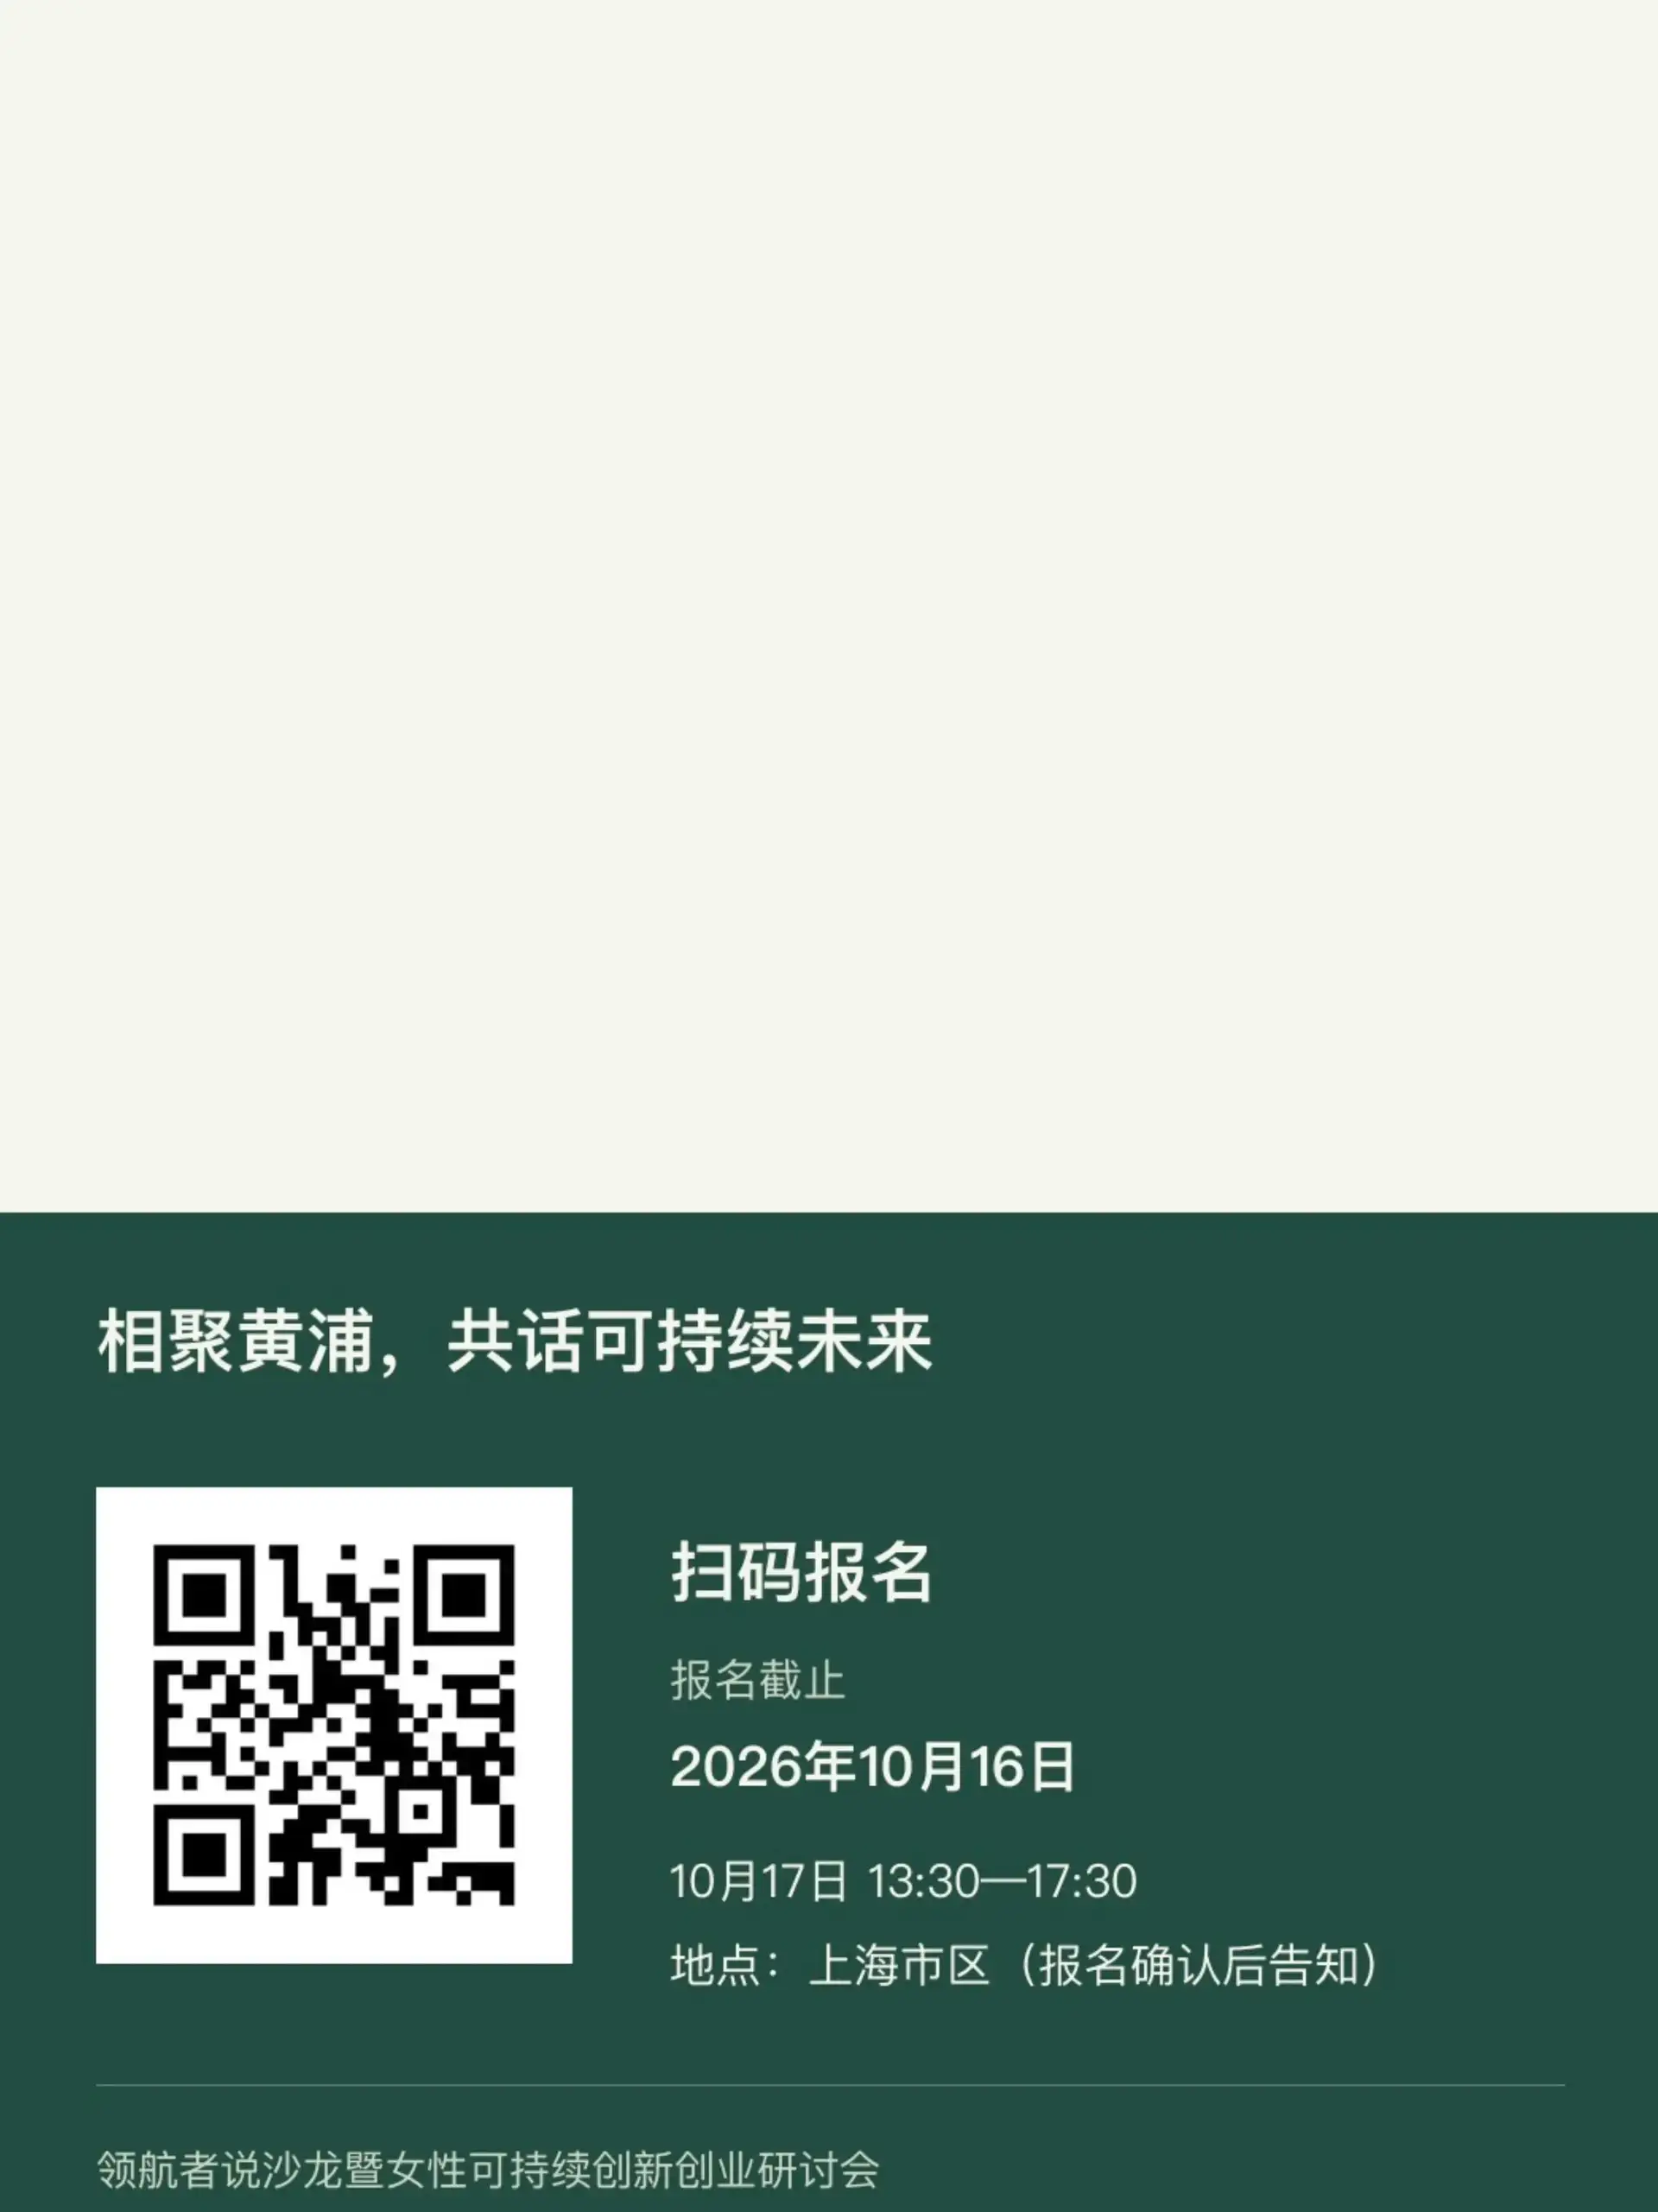 相聚黄浦，共话可持续未来
扫码报名
报名截止
2026年10月16日
10月17日 13:30—17:30
地点：上海市区（报名确认后告知）
领航者说沙龙暨女性可持续创新创业研讨会